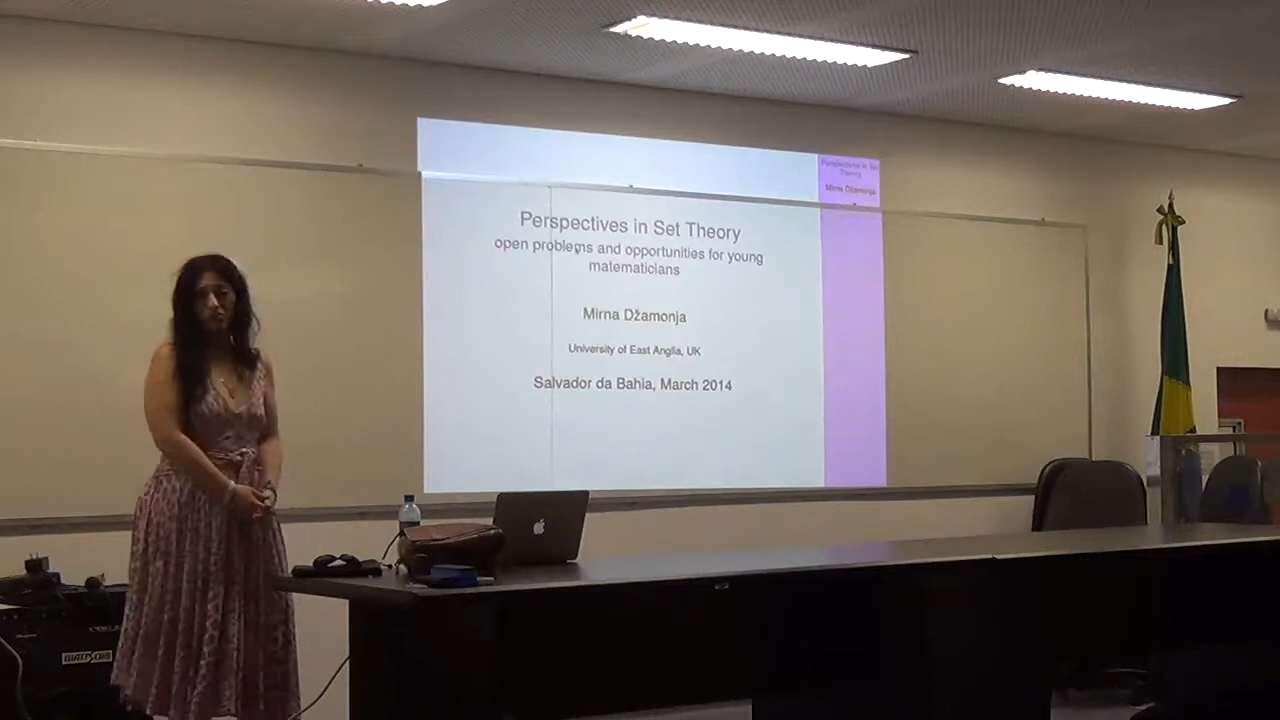 Perspectives in Set
Theory
Mirna Džamonja
Perspectives in Set Theory
open problems and opportunities for young
matematicians
Mirna Džamonja
University of East Anglia, UK
Salvador da Bahia, March 2014
WATTSOM